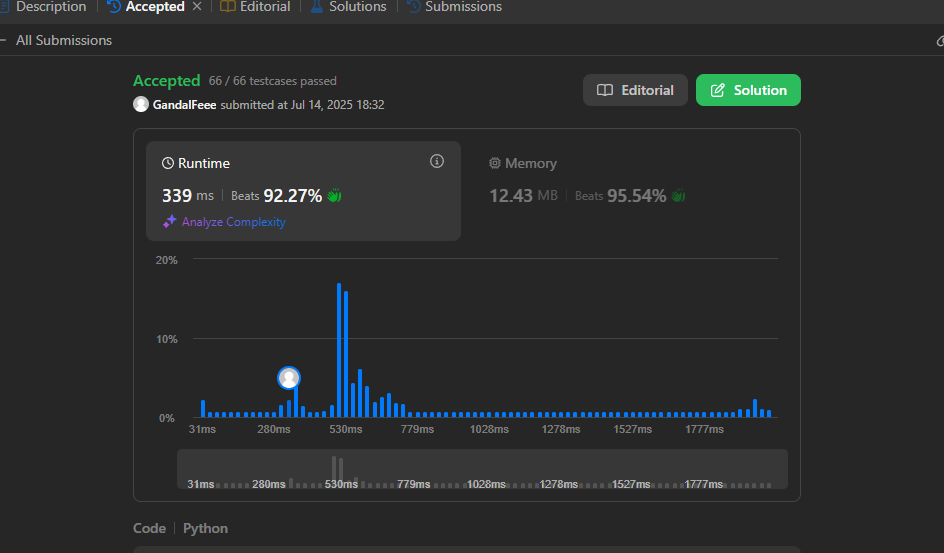 Description Accepted Editorial Solutions Submissions
All Submissions
Accepted 66 / 66 testcases passed
GandalFeee submitted at Jul 14, 2025 18:32
Editorial
Solution
Runtime
339 ms Beats 92.27%
Analyze Complexity
Memory
12.43 MB Beats 95.54%
20%
10%
0%
31ms 280ms 530ms 779ms 1028ms 1278ms 1527ms 1777ms
31ms 280ms 530ms 779ms 1028ms 1278ms 1527ms 1777ms
Code Python